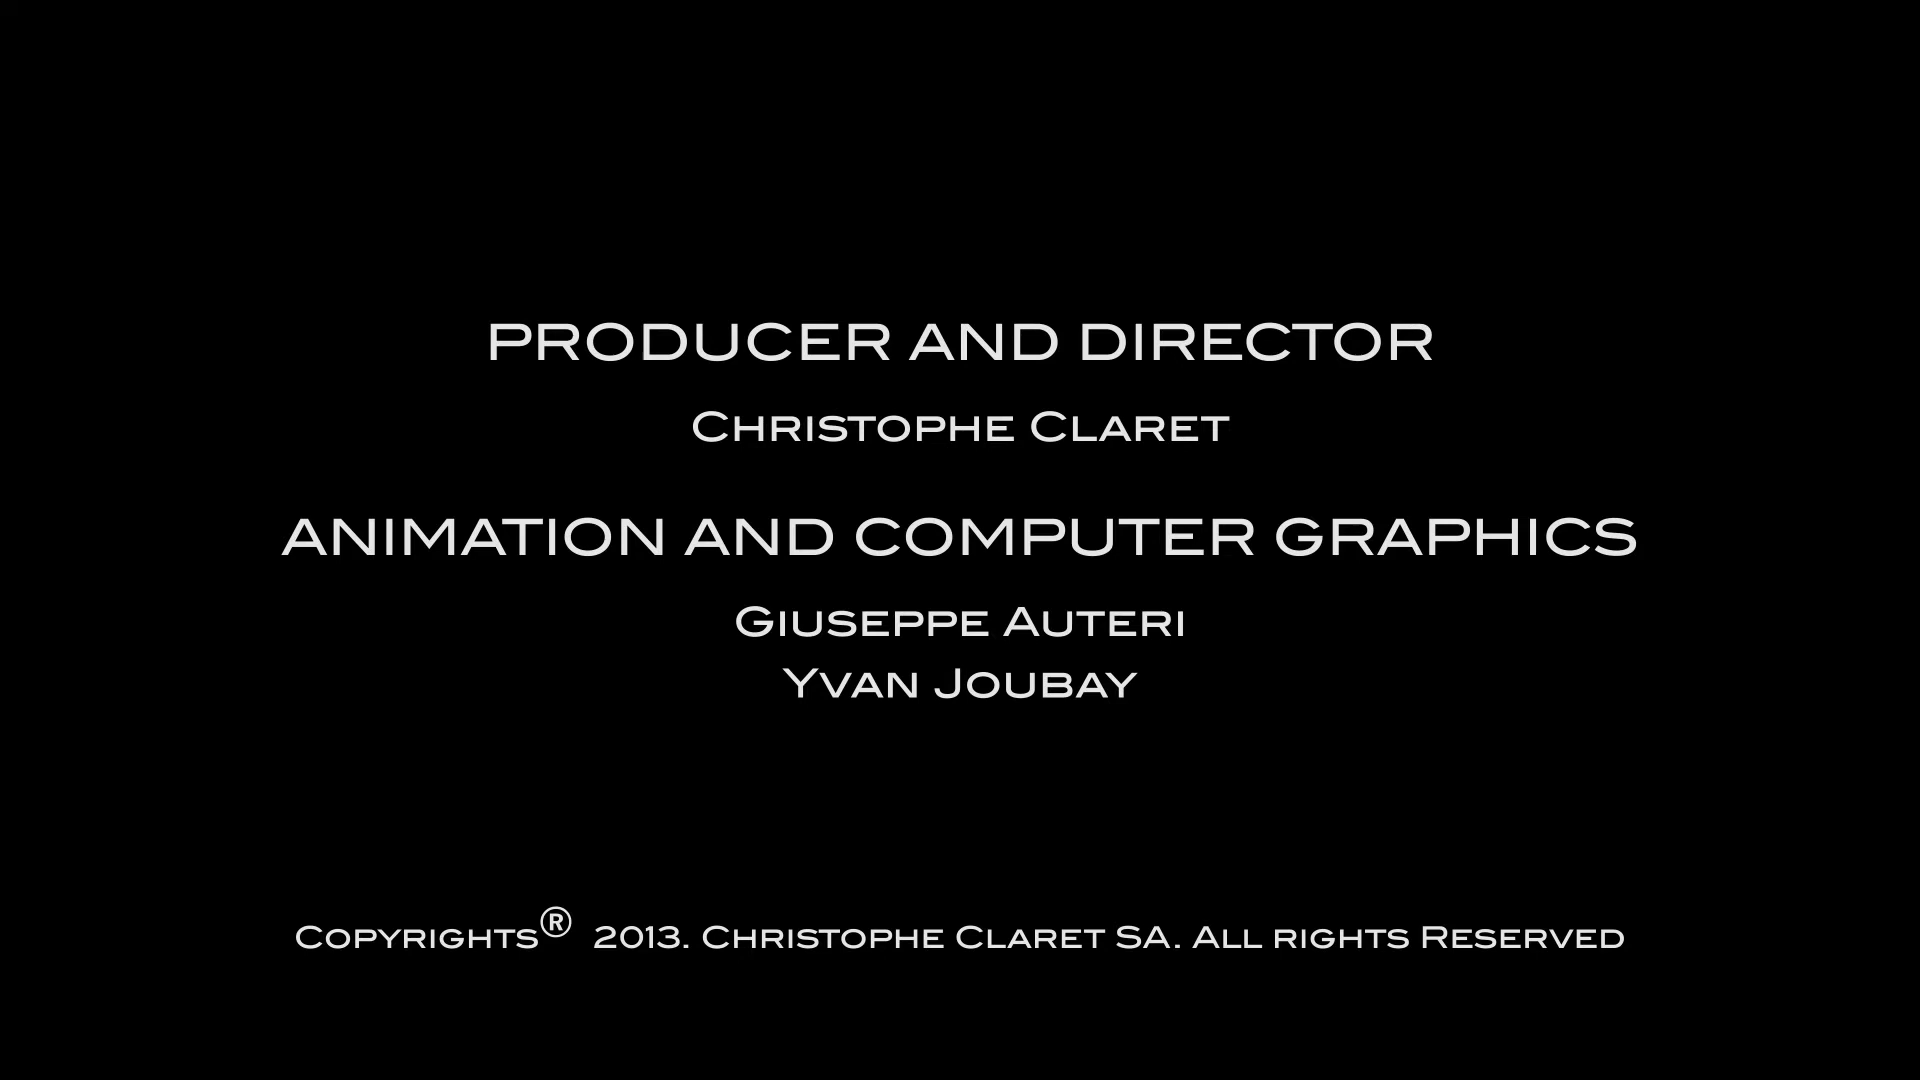 PRODUCER AND DIRECTOR
Christophe Claret
ANIMATION AND COMPUTER GRAPHICS
Giuseppe Auteri
Yvan Joubay
Copyrights® 2013. Christophe Claret SA. All rights Reserved